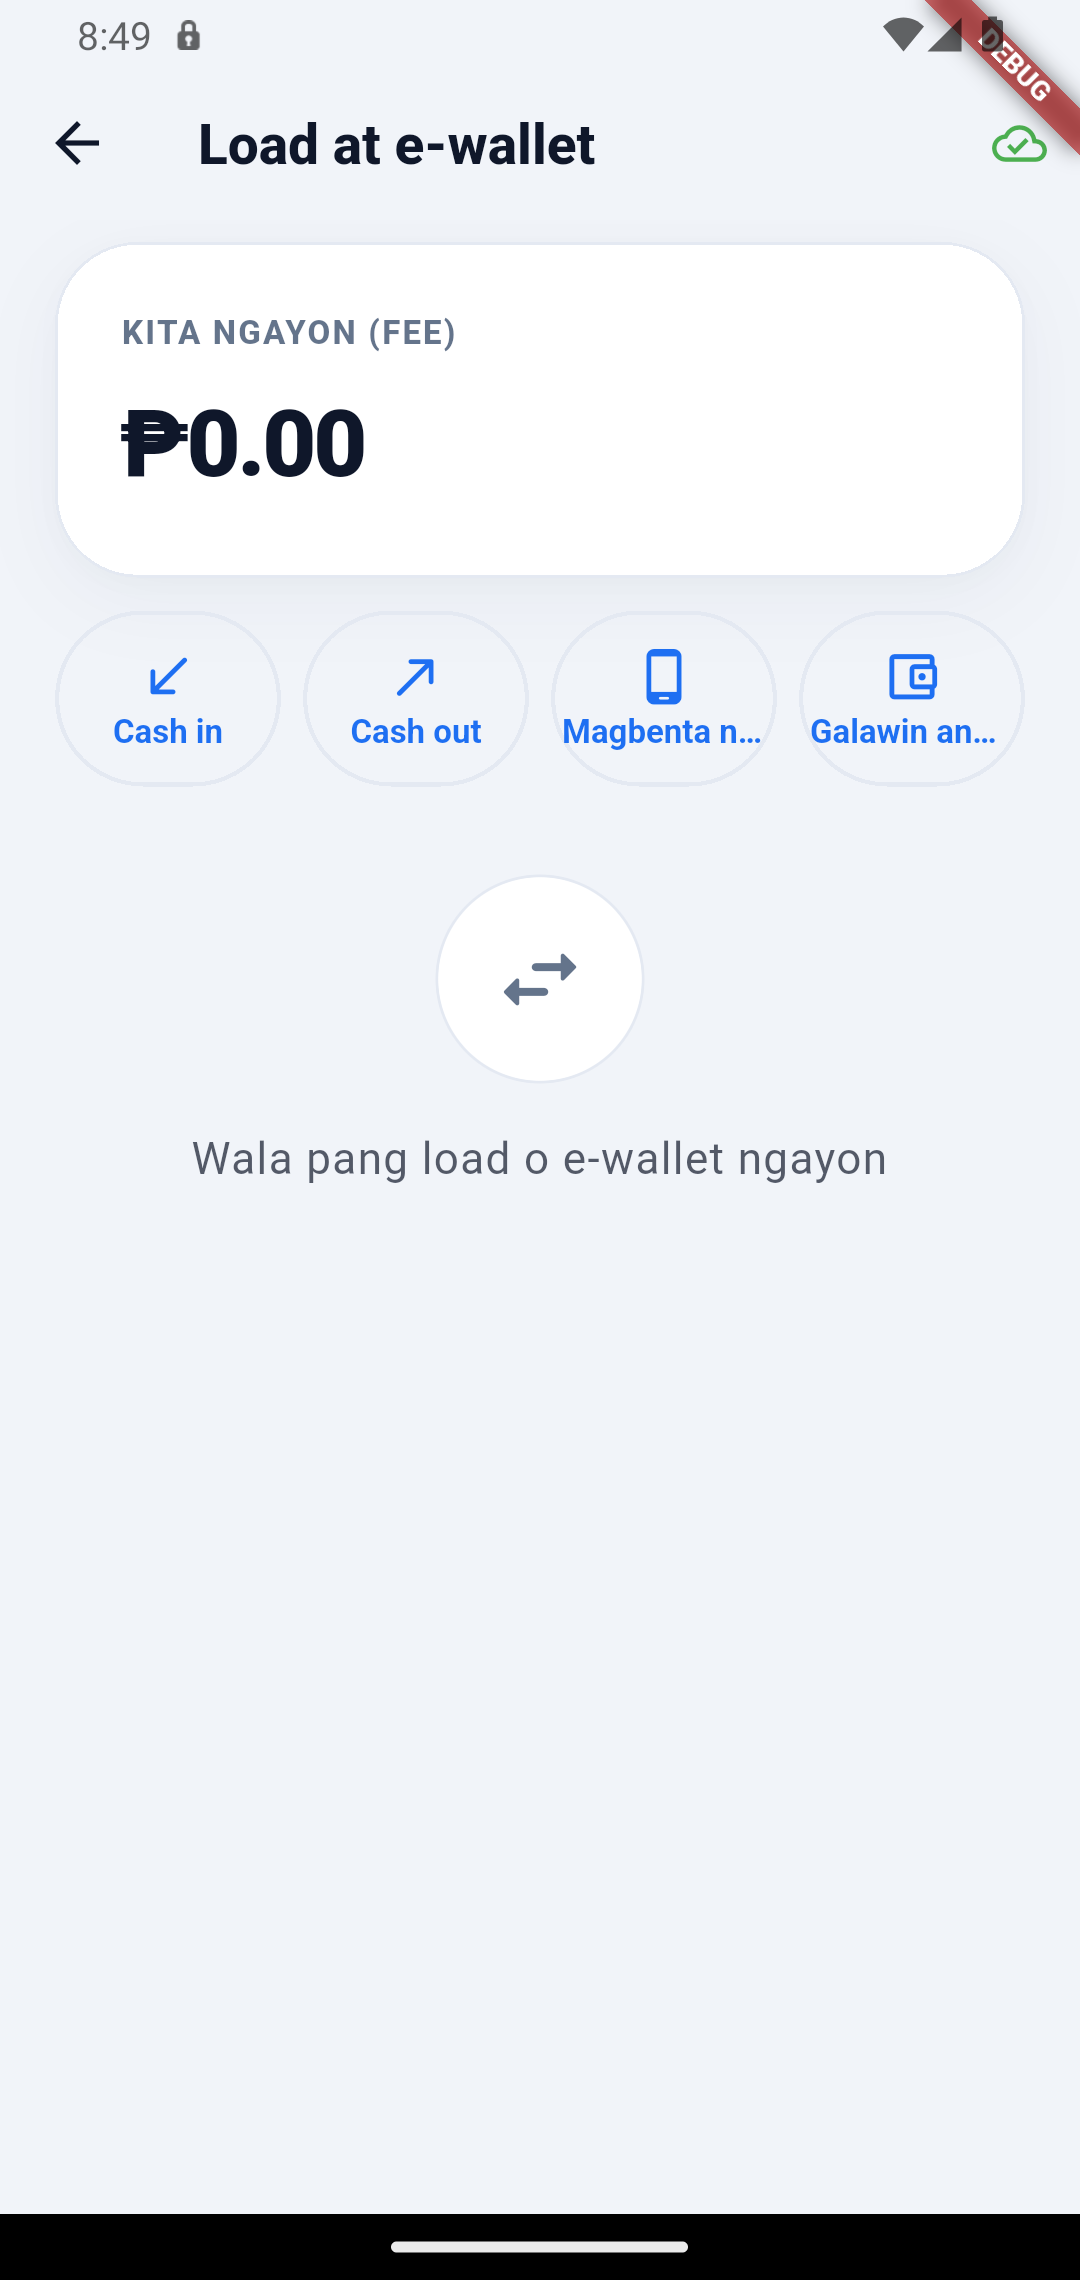 8:49
DEBUG
Load at e-wallet
KITA NGAYON (FEE)
₱0.00
Cash in
Cash out
Magbenta n...
Galawin an...
Wala pang load o e-wallet ngayon